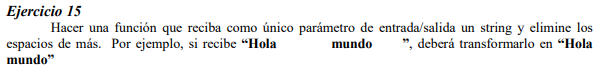 Ejercicio 15
Hacer una función que reciba como único parámetro de entrada/salida un string y elimine los
espacios de más. Por ejemplo, si recibe “Hola mundo ”, deberá transformarlo en “Hola
mundo”